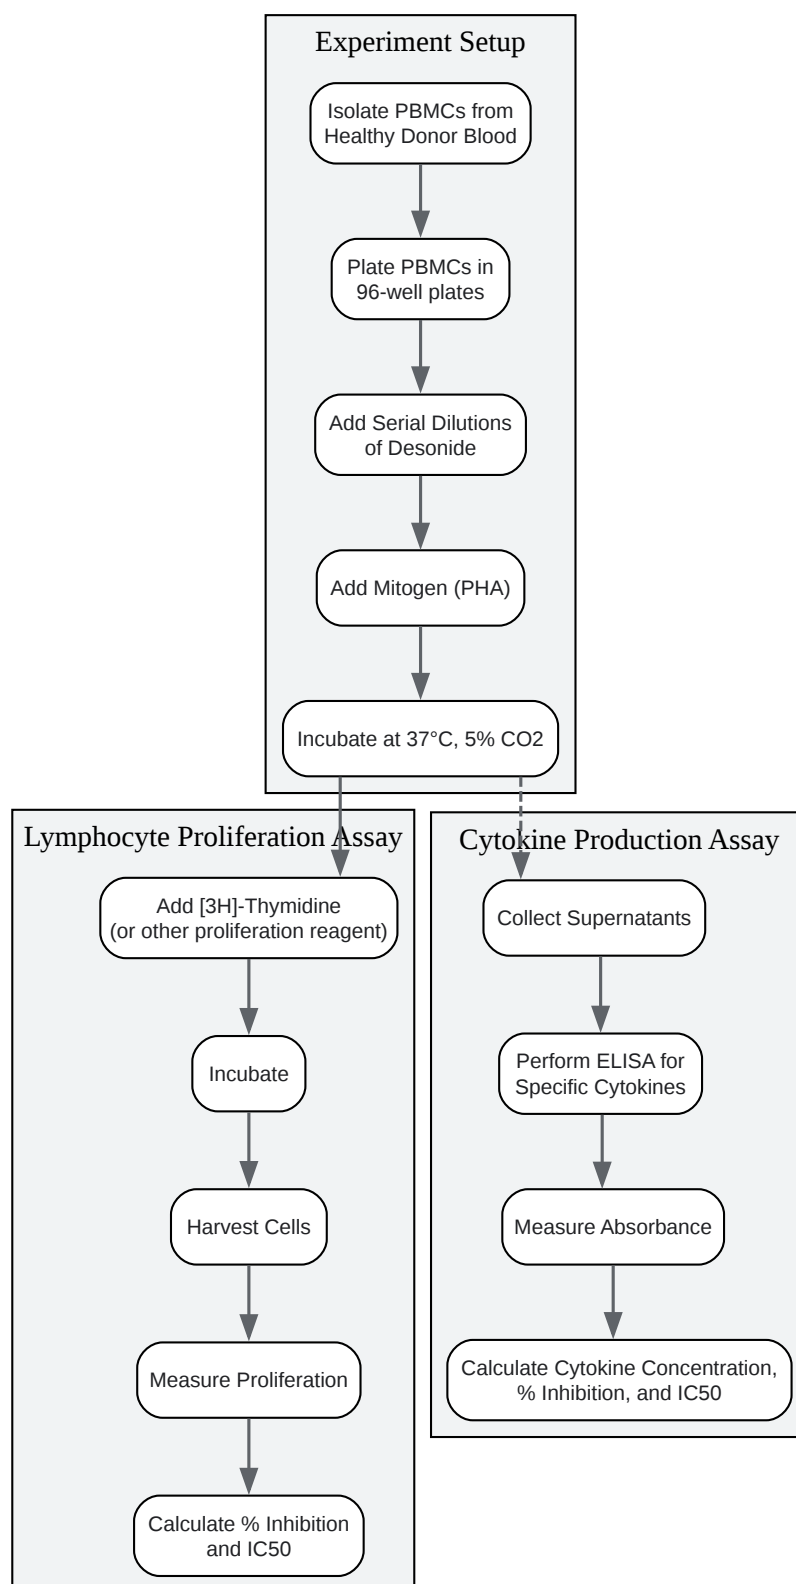 Experiment Setup
Isolate PBMCs from
Healthy Donor Blood
Plate PBMCs in
96-well plates
Add Serial Dilutions
of Desonide
Add Mitogen (PHA)
Incubate at 37°C, 5% CO2
Lymphocyte Proliferation Assay
Add [3H]-Thymidine
(or other proliferation reagent)
Incubate
Harvest Cells
Measure Proliferation
Calculate % Inhibition
and IC50
Cytokine Production Assay
Collect Supernatants
Perform ELISA for
Specific Cytokines
Measure Absorbance
Calculate Cytokine Concentration,
% Inhibition, and IC50